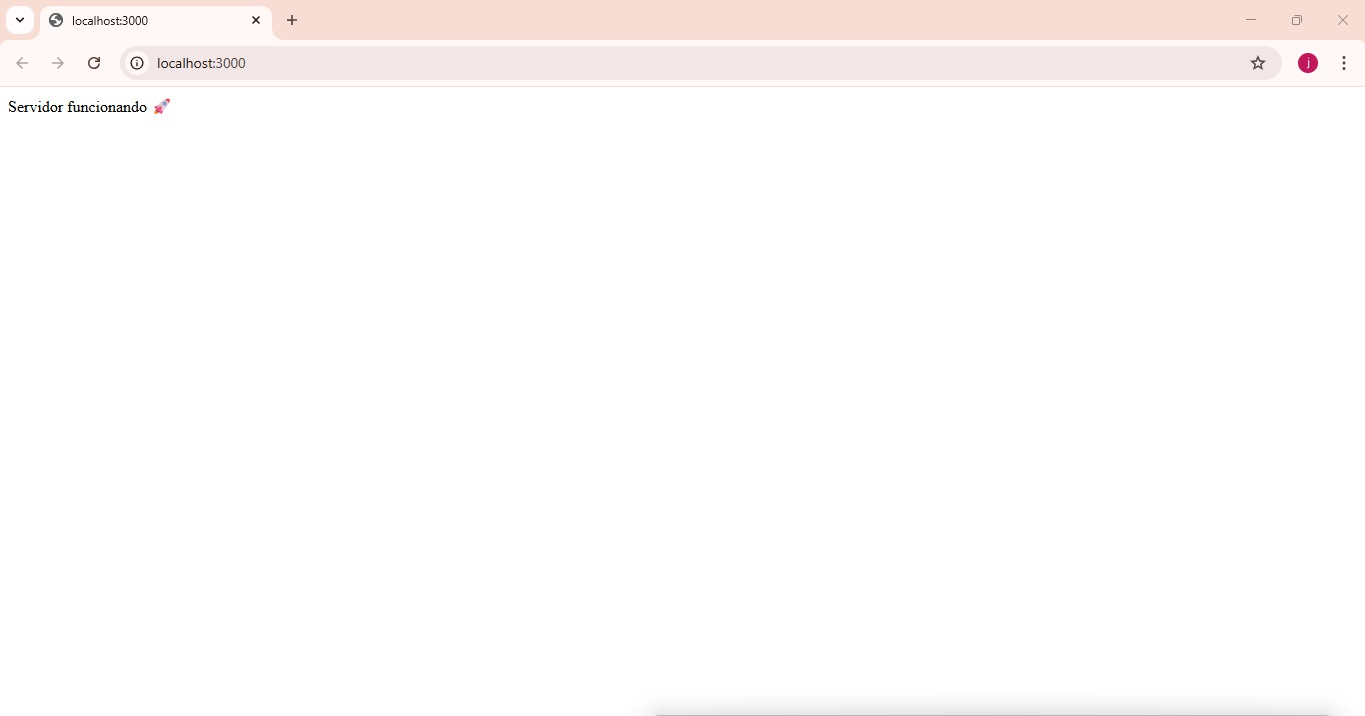 localhost:3000
localhost:3000
j
Servidor funcionando 🚀